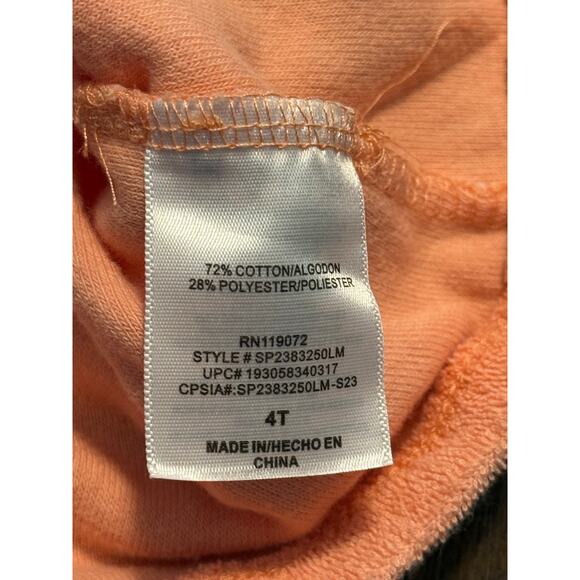 72% COTTON/ALGODON
28% POLYESTER/POLIESTER
RN119072
STYLE # SP2383250LM
UPC# 193058340317
CPSIA#:SP2383250LM-S23
4T
MADE IN/HECHO EN
CHINA